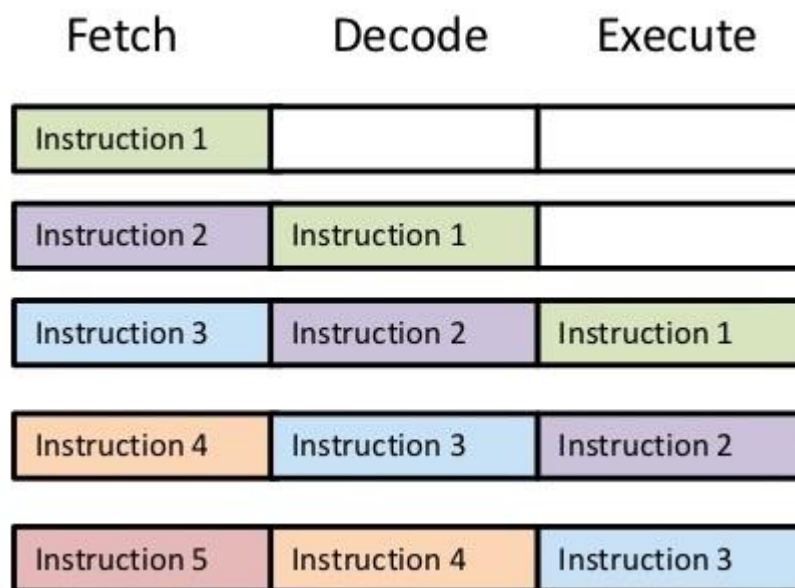 Fetch Decode Execute
Instruction 1
Instruction 2 Instruction 1
Instruction 3 Instruction 2 Instruction 1
Instruction 4 Instruction 3 Instruction 2
Instruction 5 Instruction 4 Instruction 3